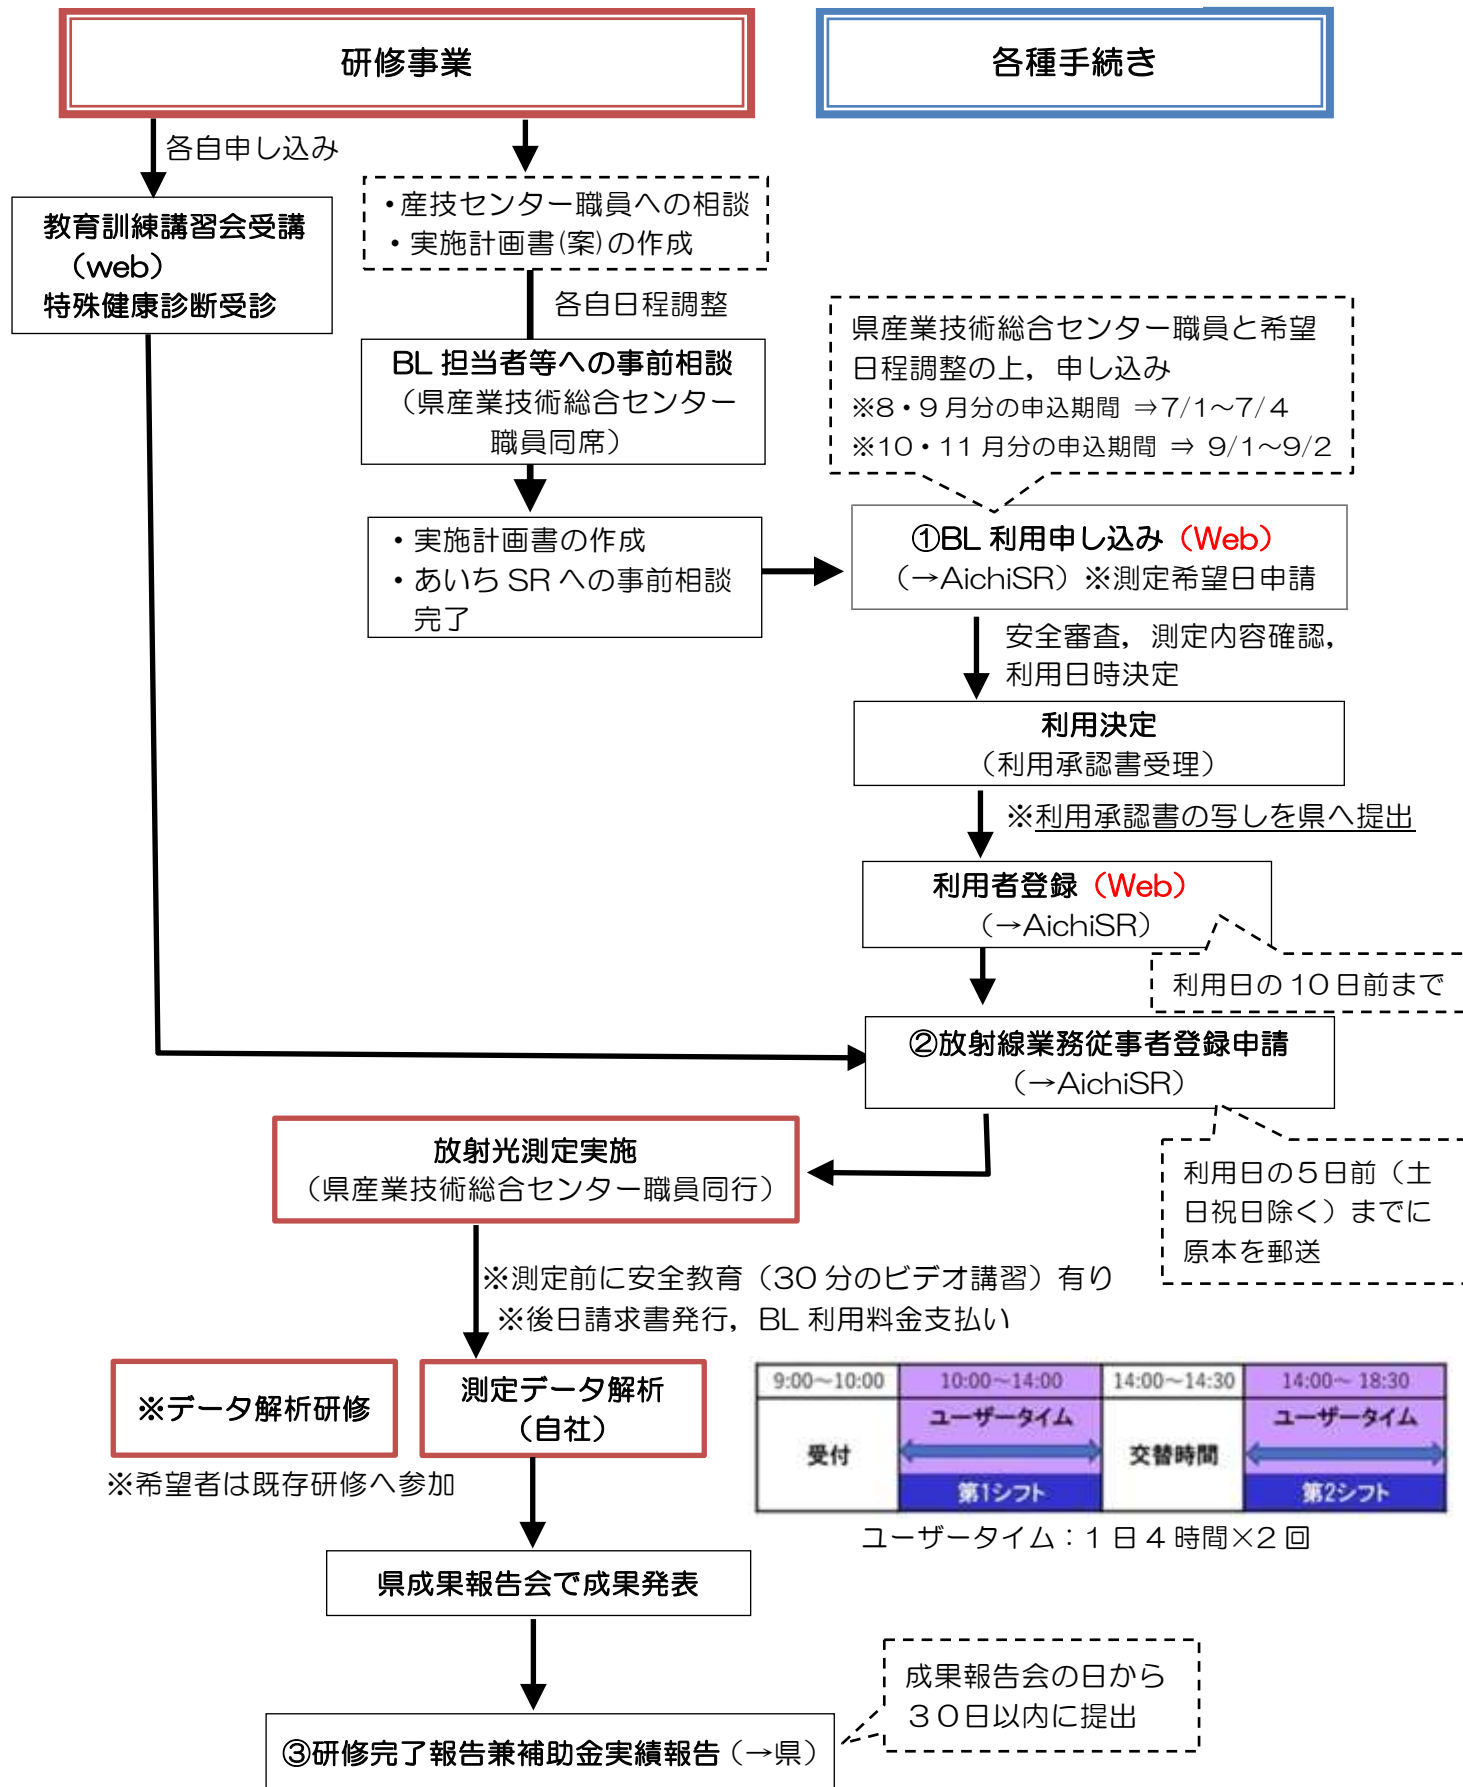 研修事業
各種手続き
各自申し込み
教育訓練講習会受講
（web）
特殊健康診断受診
・産技センター職員への相談
・実施計画書(案)の作成
各自日程調整
BL 担当者等への事前相談
（県産業技術総合センター
職員同席）
県産業技術総合センター職員と希望
日程調整の上，申し込み
※8・9 月分の申込期間 ⇒7/1～7/4
※10・11 月分の申込期間 ⇒ 9/1～9/2
・実施計画書の作成
・あいち SR への事前相談
完了
①BL 利用申し込み（Web）
（→AichiSR）※測定希望日申請
安全審査，測定内容確認，
利用日時決定
利用決定
（利用承認書受理）
※利用承認書の写しを県へ提出
利用者登録（Web）
（→AichiSR）
利用日の 10 日前まで
②放射線業務従事者登録申請
（→AichiSR）
利用日の５日前（土
日祝日除く）までに
原本を郵送
放射光測定実施
（県産業技術総合センター職員同行）
※測定前に安全教育（30 分のビデオ講習）有り
※後日請求書発行，BL 利用料金支払い
※データ解析研修
測定データ解析
（自社）
※希望者は既存研修へ参加
9:00～10:00 10:00～14:00 14:00～14:30 14:00～ 18:30
受付 ユーザータイム 交替時間 ユーザータイム
第1シフト 第2シフト
ユーザータイム：1 日 4 時間×2 回
県成果報告会で成果発表
成果報告会の日から
３０日以内に提出
③研修完了報告兼補助金実績報告（→県）